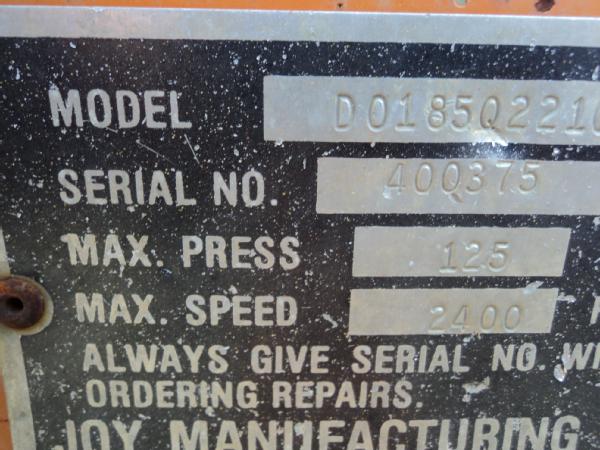 MODEL D0185Q221
SERIAL NO. 400375
MAX. PRESS 125
MAX. SPEED 2400
ALWAYS GIVE SERIAL NO.
ORDERING REPAIRS.
JOY MANUFACTURING